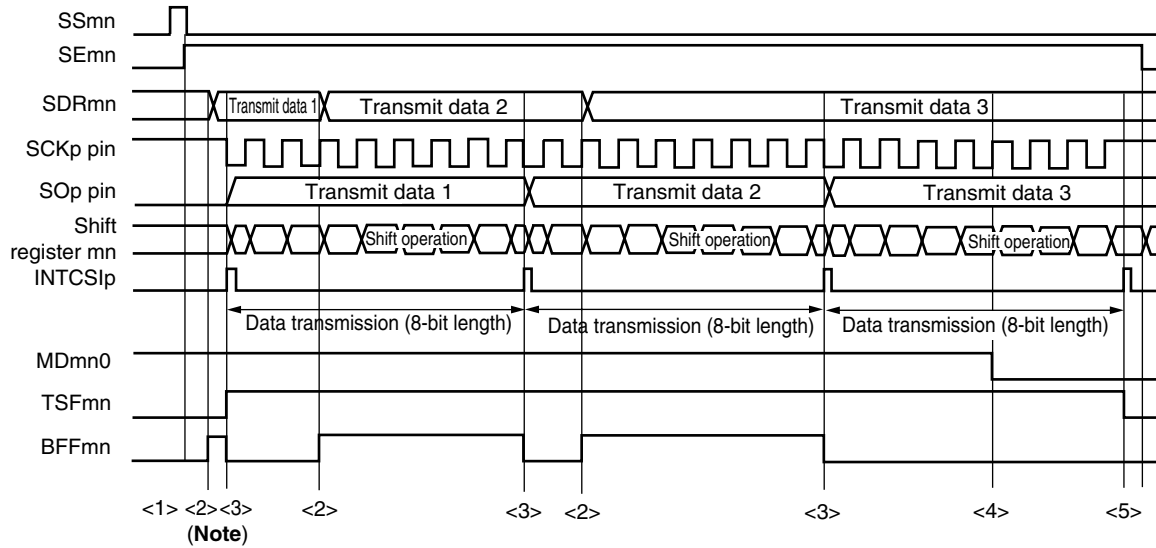 SSmn
SEmn
SDRmn Transmit data 1 Transmit data 2 Transmit data 3
SCKp pin
SOp pin Transmit data 1 Transmit data 2 Transmit data 3
Shift
register mn Shift operation Shift operation Shift operation
INTCSIp
Data transmission (8-bit length) Data transmission (8-bit length) Data transmission (8-bit length)
MDmn0
TSFmn
BFFmn
<1> <2> <3> <2> <3> <2> <3> <4> <5>
(Note)